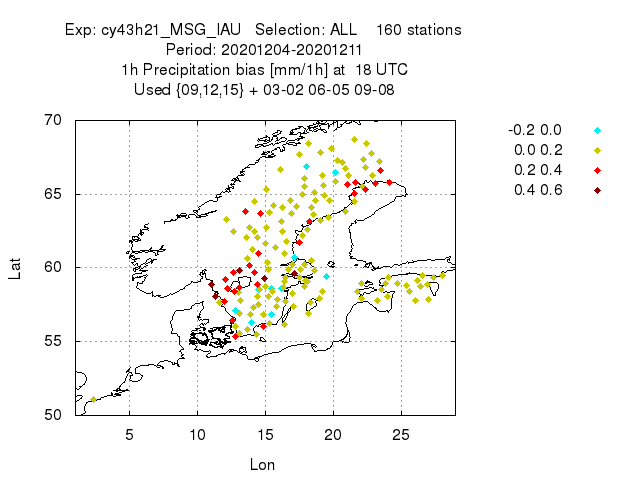 Exp: cy43h21_MSG_IAU   Selection: ALL    160 stations
Period: 20201204-20201211
1h Precipitation bias [mm/1h] at  18 UTC
Used {09,12,15} + 03-02 06-05 09-08
-0.2 0.0
0.0 0.2
0.2 0.4
0.4 0.6
70
65
60
55
50
Lat
5 10 15 20 25
Lon